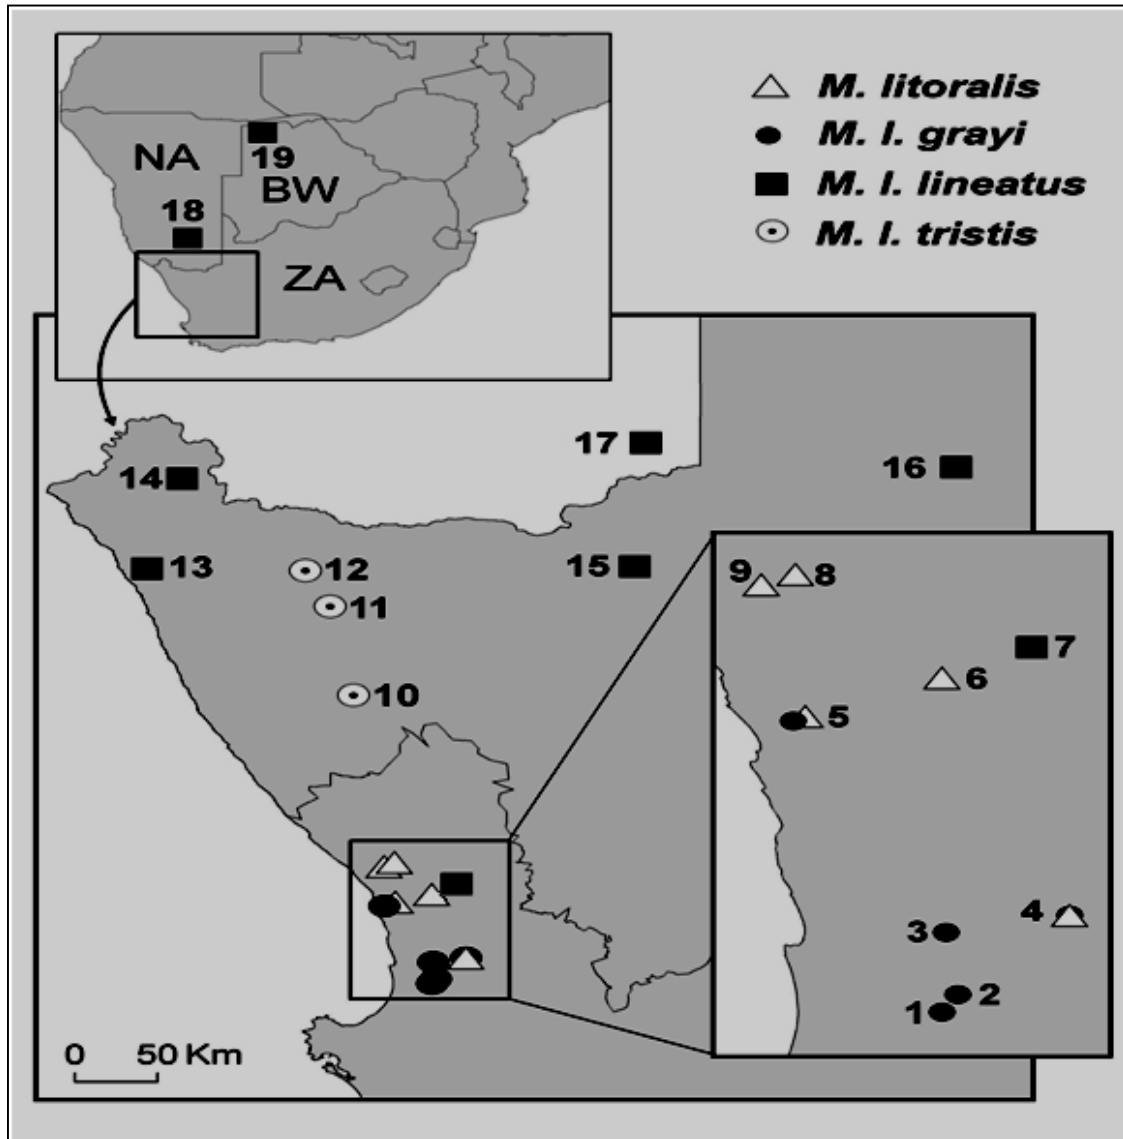 M. litoralis
M. l. grayi
M. l. lineatus
M. l. tristis
NA
19
BW
18
ZA
17
14
16
13
12
15
11
10
9
8
7
6
5
4
3
2
1
0 50 Km